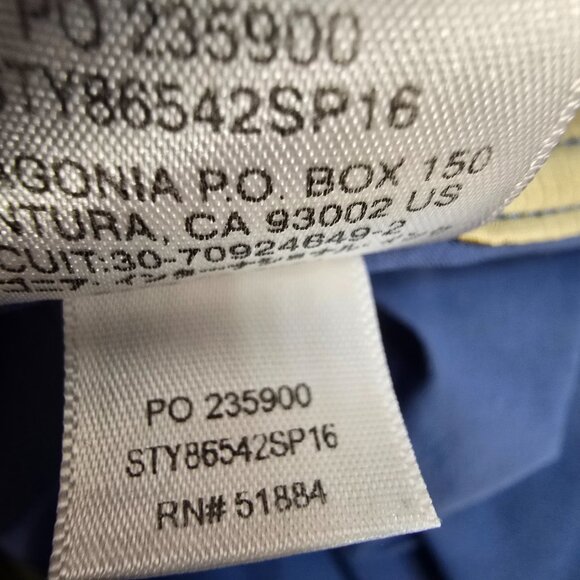 PO 235900
STY86542SP16
AGONIA P.O. BOX 150
NTURA, CA 93002 US
CUIT:30-70924649-2
PO 235900
STY86542SP16
RN# 51884